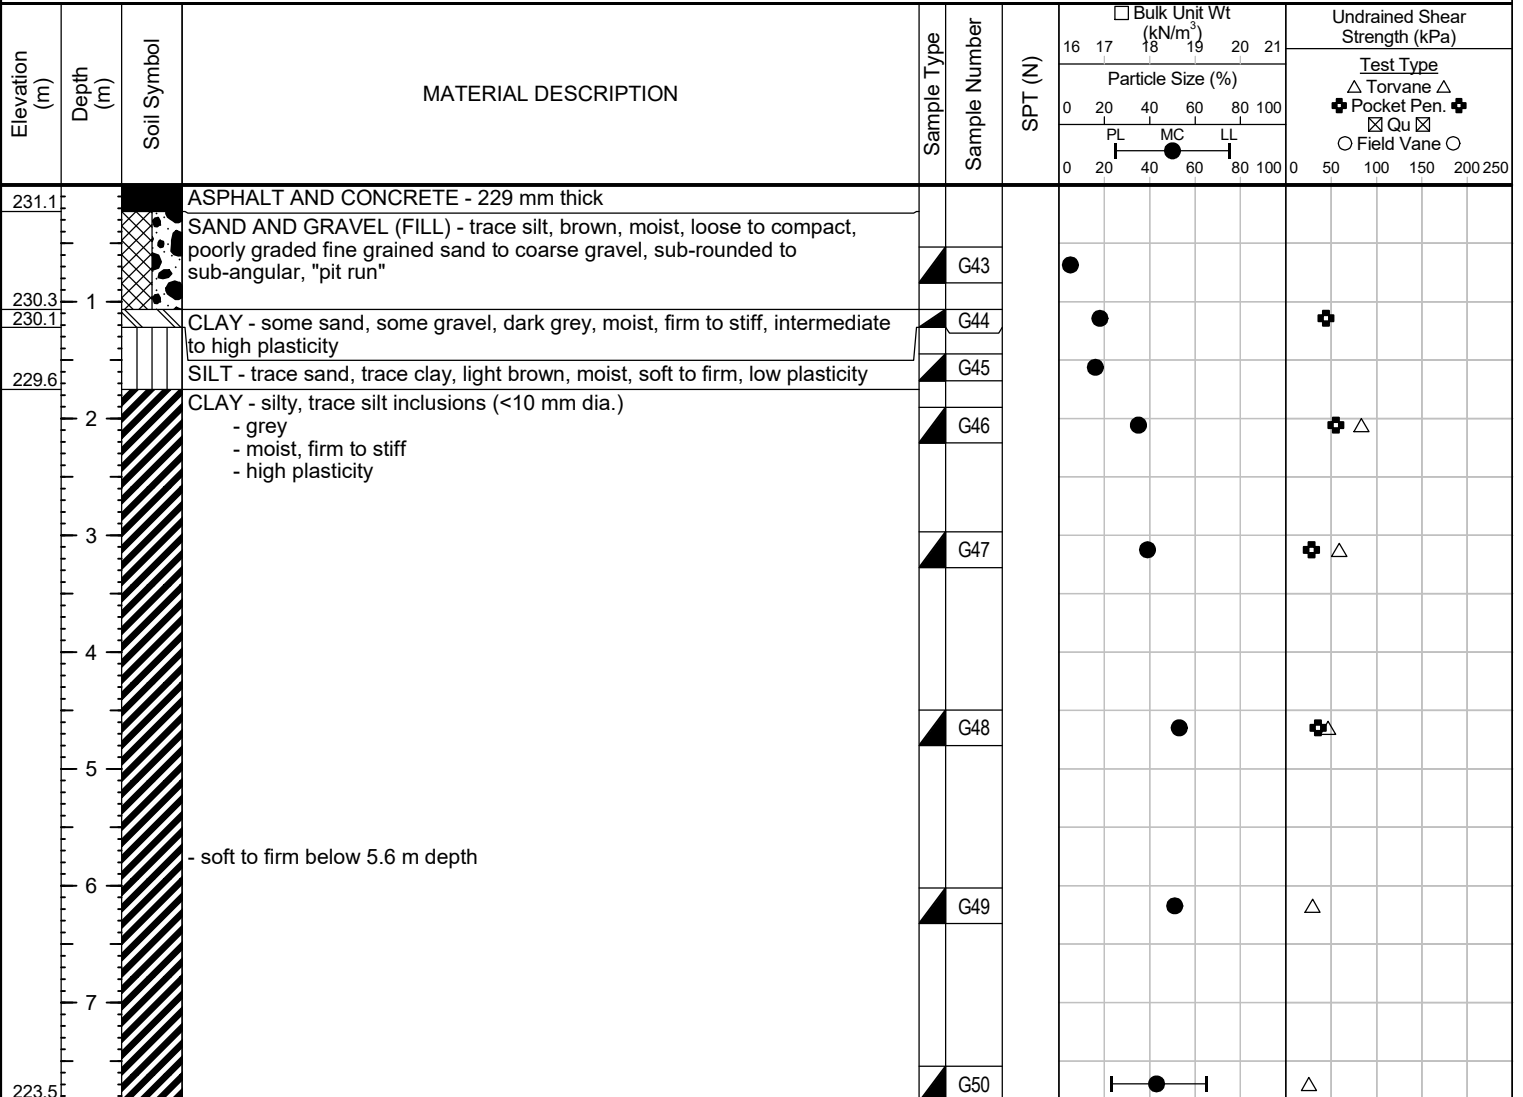 Elevation
(m)
Depth
(m)
Soil Symbol
MATERIAL DESCRIPTION
Sample Type
Sample Number
SPT (N)
Bulk Unit Wt
(kN/m³)
16 17 18 19 20 21
Particle Size (%)
0 20 40 60 80 100
PL MC LL
0 20 40 60 80 100
Undrained Shear
Strength (kPa)
Test Type
△ Torvane △
Pocket Pen.
Qu
Field Vane
0 50 100 150 200 250
231.1
ASPHALT AND CONCRETE - 229 mm thick
SAND AND GRAVEL (FILL) - trace silt, brown, moist, loose to compact,
poorly graded fine grained sand to coarse gravel, sub-rounded to
sub-angular, "pit run"
G43
230.3
1
230.1
CLAY - some sand, some gravel, dark grey, moist, firm to stiff, intermediate
to high plasticity
G44
SILT - trace sand, trace clay, light brown, moist, soft to firm, low plasticity
G45
229.6
CLAY - silty, trace silt inclusions (<10 mm dia.)
- grey
- moist, firm to stiff
- high plasticity
2
G46
3
G47
4
G48
5
- soft to firm below 5.6 m depth
6
G49
7
G50
223.5